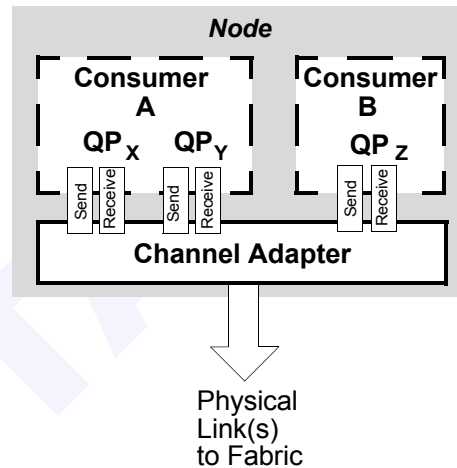 Node
Consumer
A
Consumer
B
QP X
QP Y
QP Z
Send
Receive
Send
Receive
Send
Receive
Channel Adapter
Physical
Link(s)
to Fabric